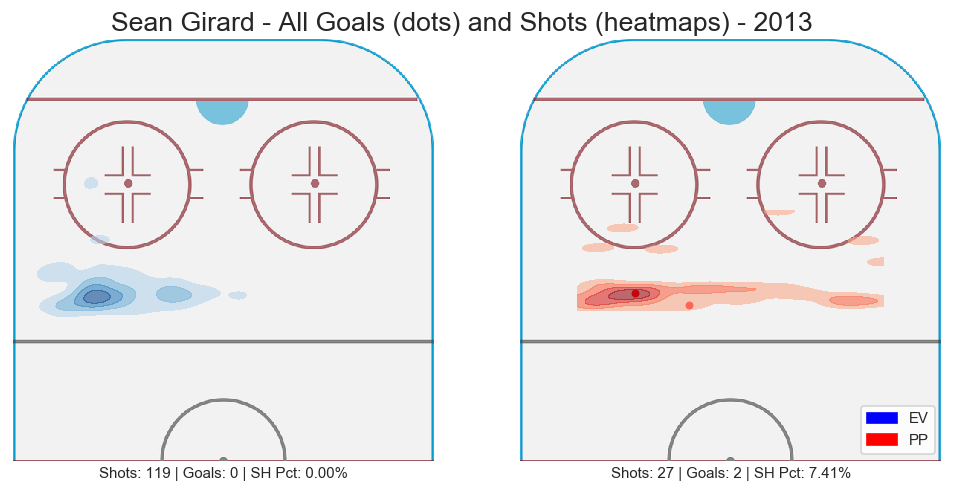 Sean Girard - All Goals (dots) and Shots (heatmaps) - 2013
EV
PP
Shots: 119 | Goals: 0 | SH Pct: 0.00%
Shots: 27 | Goals: 2 | SH Pct: 7.41%